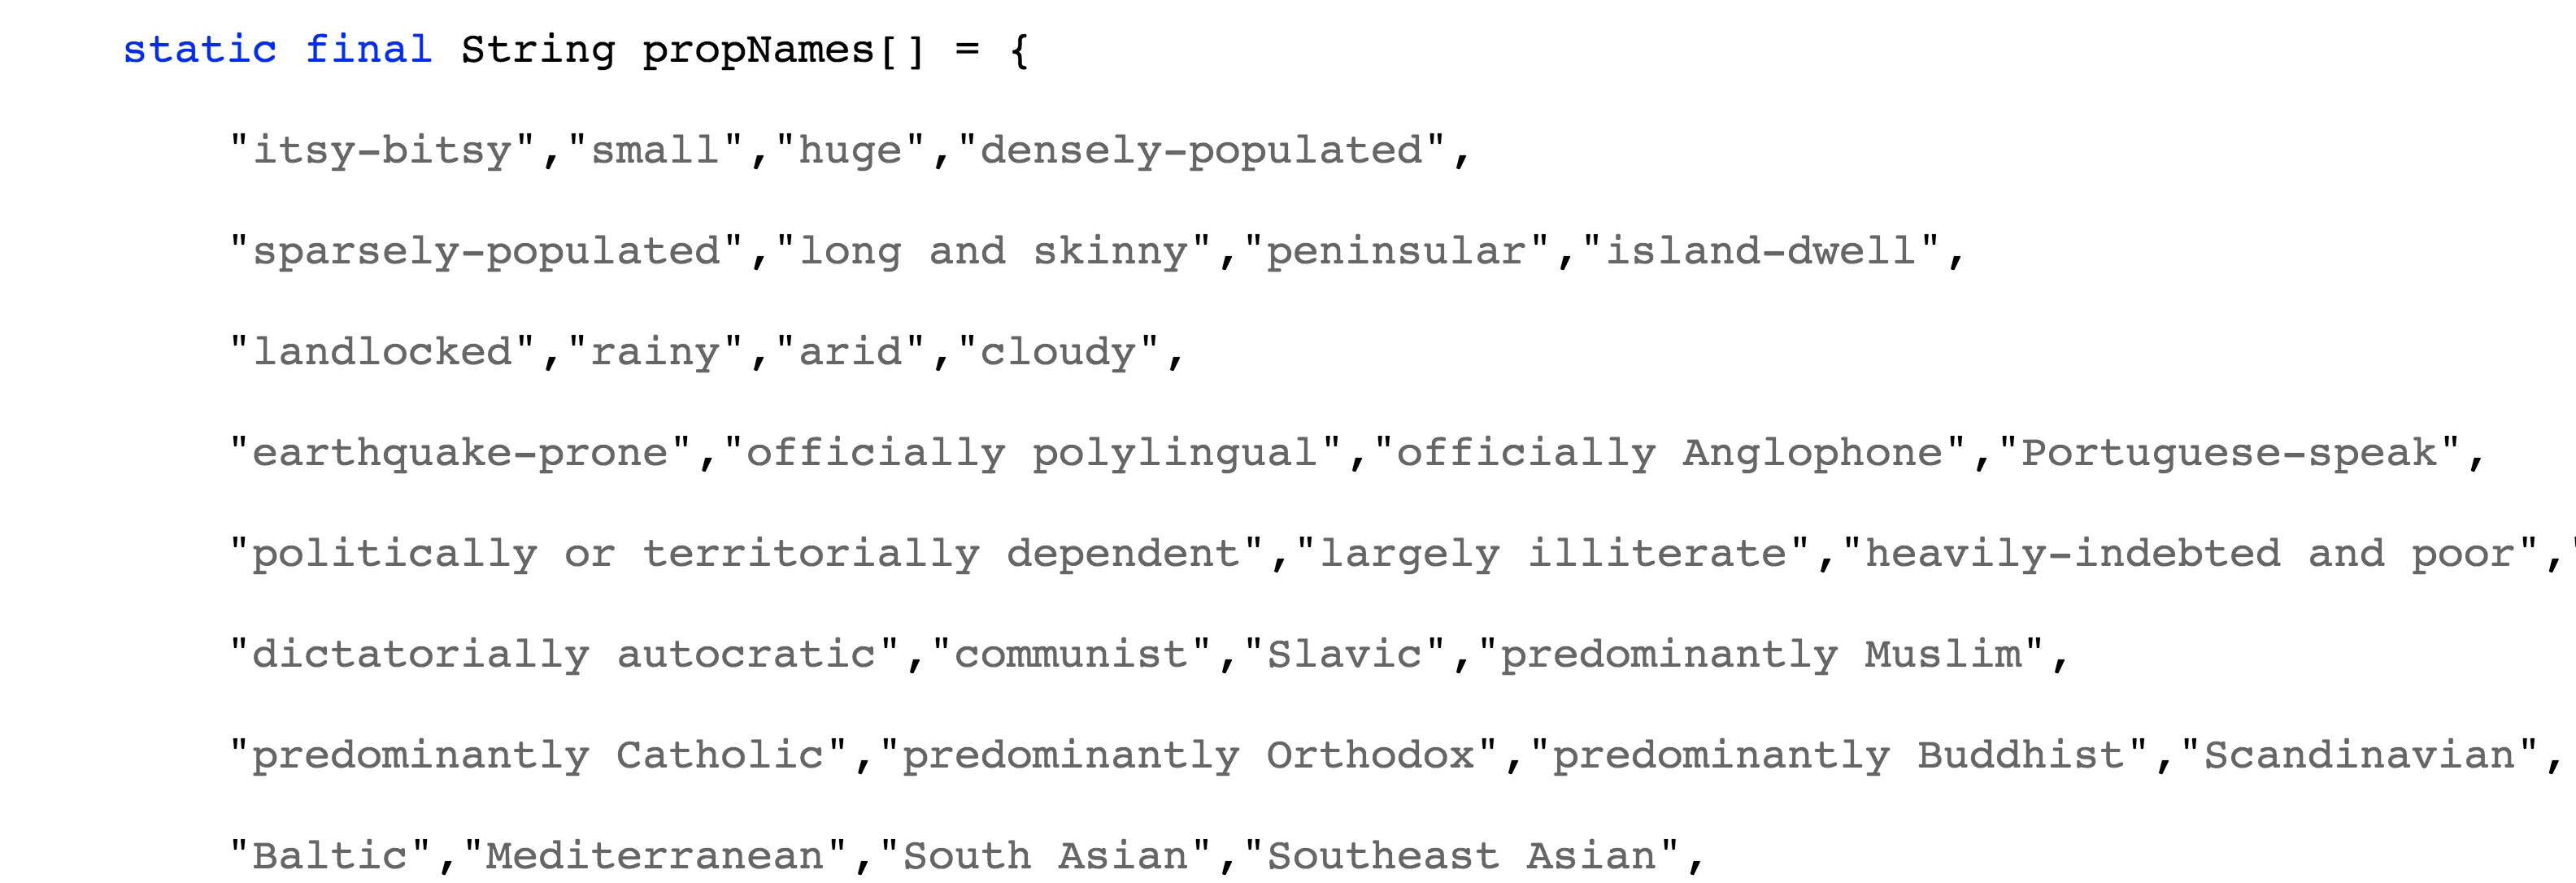 static final String propNames[] = {
"itsy-bitsy","small","huge","densely-populated",
"sparsely-populated","long and skinny","peninsular","island-dwell",
"landlocked","rainy","arid","cloudy",
"earthquake-prone","officially polylingual","officially Anglophone","Portuguese-speak",
"politically or territorially dependent","largely illiterate","heavily-indebted and poor","
"dictatorially autocratic","communist","Slavic","predominantly Muslim",
"predominantly Catholic","predominantly Orthodox","predominantly Buddhist","Scandinavian",
"Baltic","Mediterranean","South Asian","Southeast Asian",